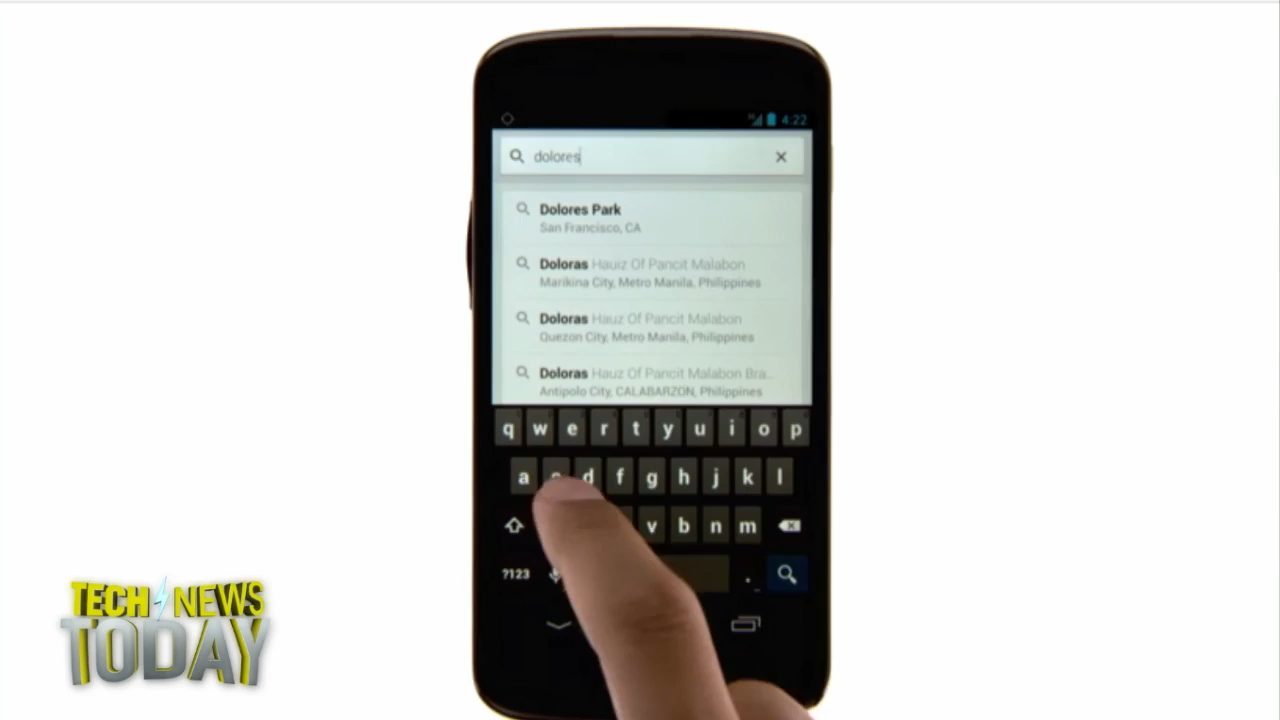 4:22
dolores
Dolores Park
San Francisco, CA
Doloras Hauiz Of Pancit Malabon
Marikina City, Metro Manila, Philippines
Doloras Hauz Of Pancit Malabon
Quezon City, Metro Manila, Philippines
Doloras Hauz Of Pancit Malabon Bra...
Antipolo City, CALABARZON, Philippines
q w e r t y u i o p
a s d f g h j k l
v b n m
?123 .
TECH NEWS
TODAY